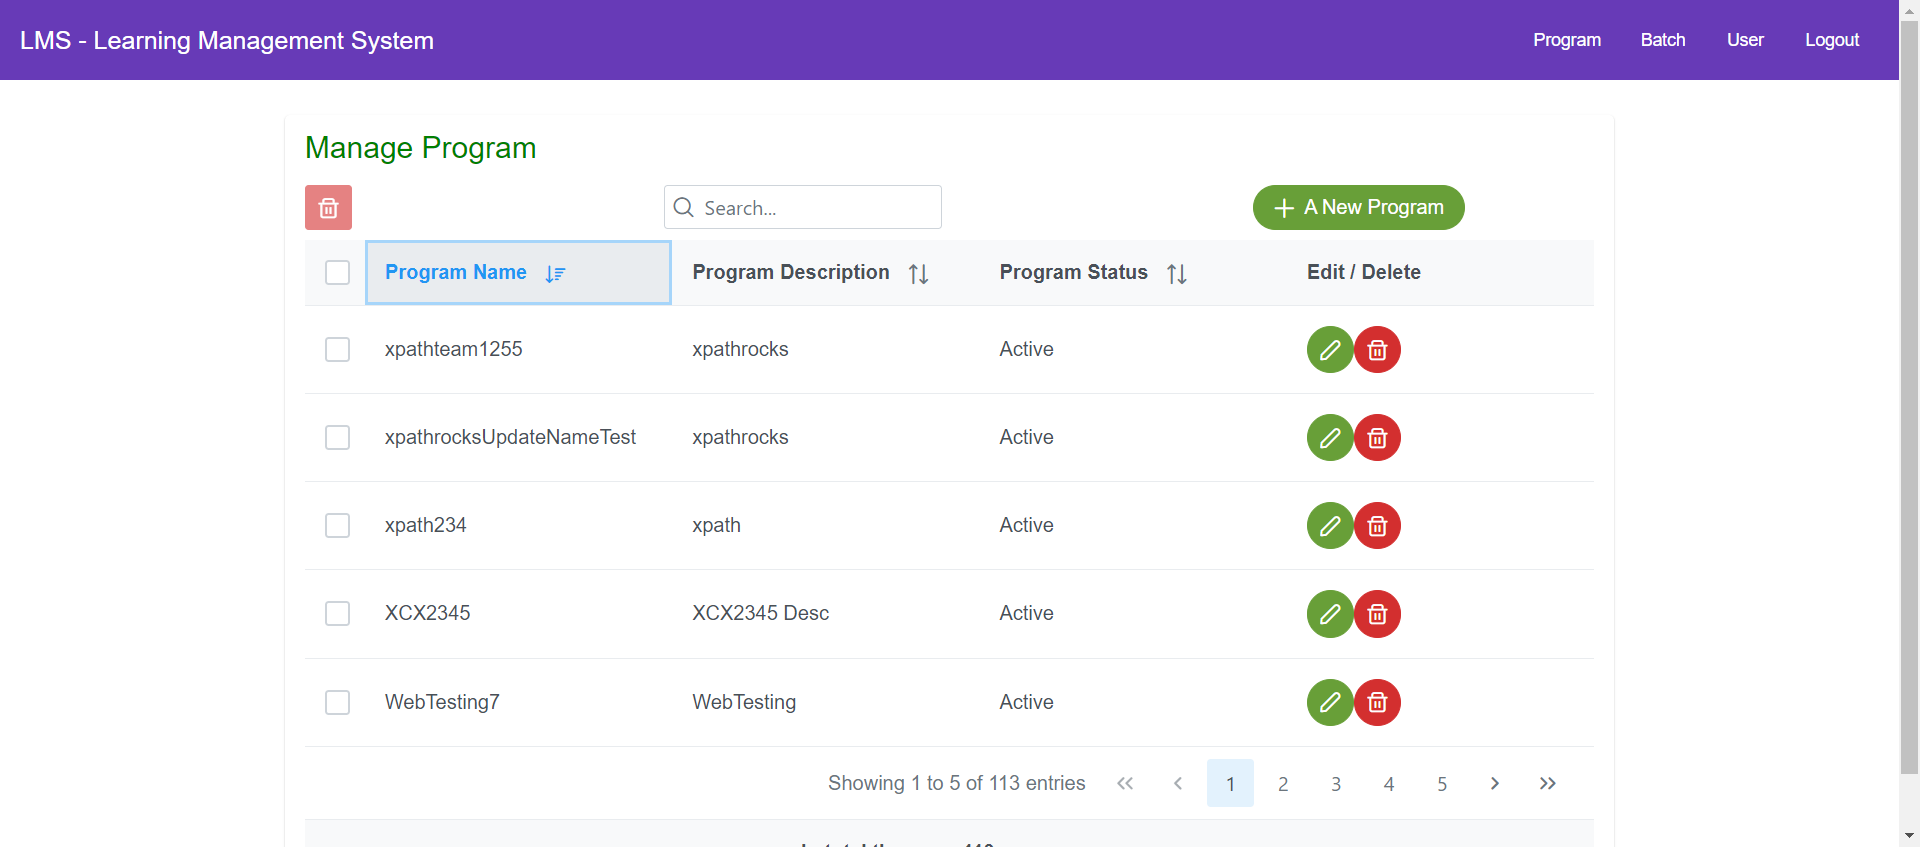 LMS - Learning Management System
Program Batch User Logout
Manage Program
Search...
A New Program
Program Name Program Description Program Status Edit / Delete
xpathteam1255 xpathrocks Active
xpathrocksUpdateNameTest xpathrocks Active
xpath234 xpath Active
XCX2345 XCX2345 Desc Active
WebTesting7 WebTesting Active
Showing 1 to 5 of 113 entries << < 1 2 3 4 5 > >>